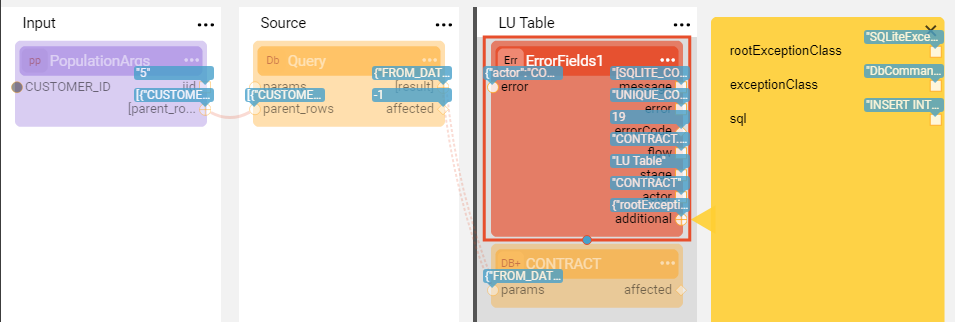 Input
...
Source
...
LU Table
...
pp
PopulationArgs
...
"5"
CUSTOMER_ID
iid
[{"CUSTOME...
[parent_ro...
Db
Query
...
{"FROM_DAT...
params
[result]
[{"CUSTOME...
-1
parent_rows
affected
Err
ErrorFields1
...
{"actor":"CO...
"[SQLITE_CO...
error
message
"UNIQUE_CO...
error
19
errorCode
"CONTRACT....
flow
"LU Table"
stage
"CONTRACT"
actor
{"rootExcepti...
additional
DB+
CONTRACT
...
{"FROM_DAT...
params
affected
"SQLiteExce...
rootExceptionClass
"DbComman...
exceptionClass
"INSERT INT...
sql